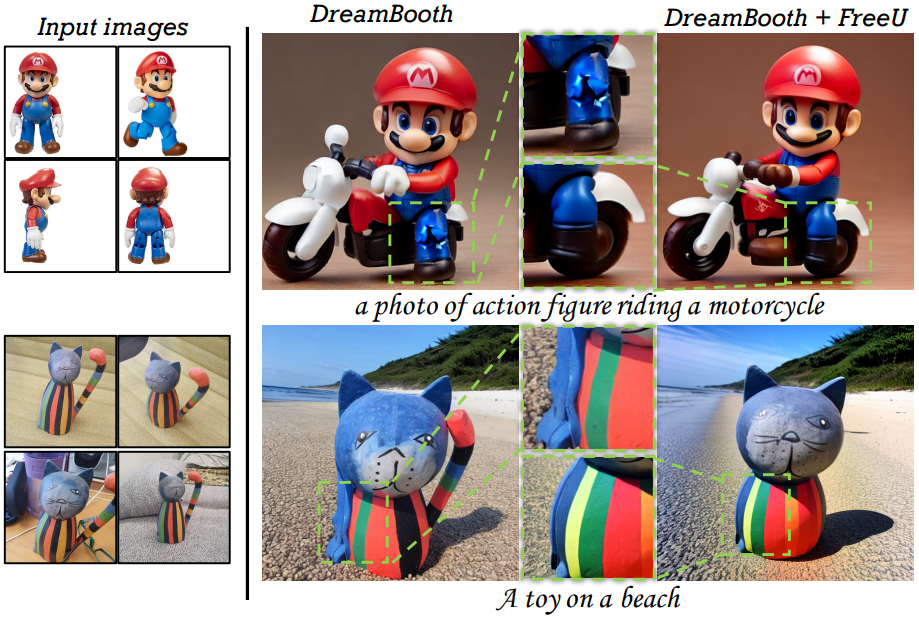 Input images
DreamBooth
DreamBooth + FreeU
M
M
a photo of action figure riding a motorcycle
A toy on a beach